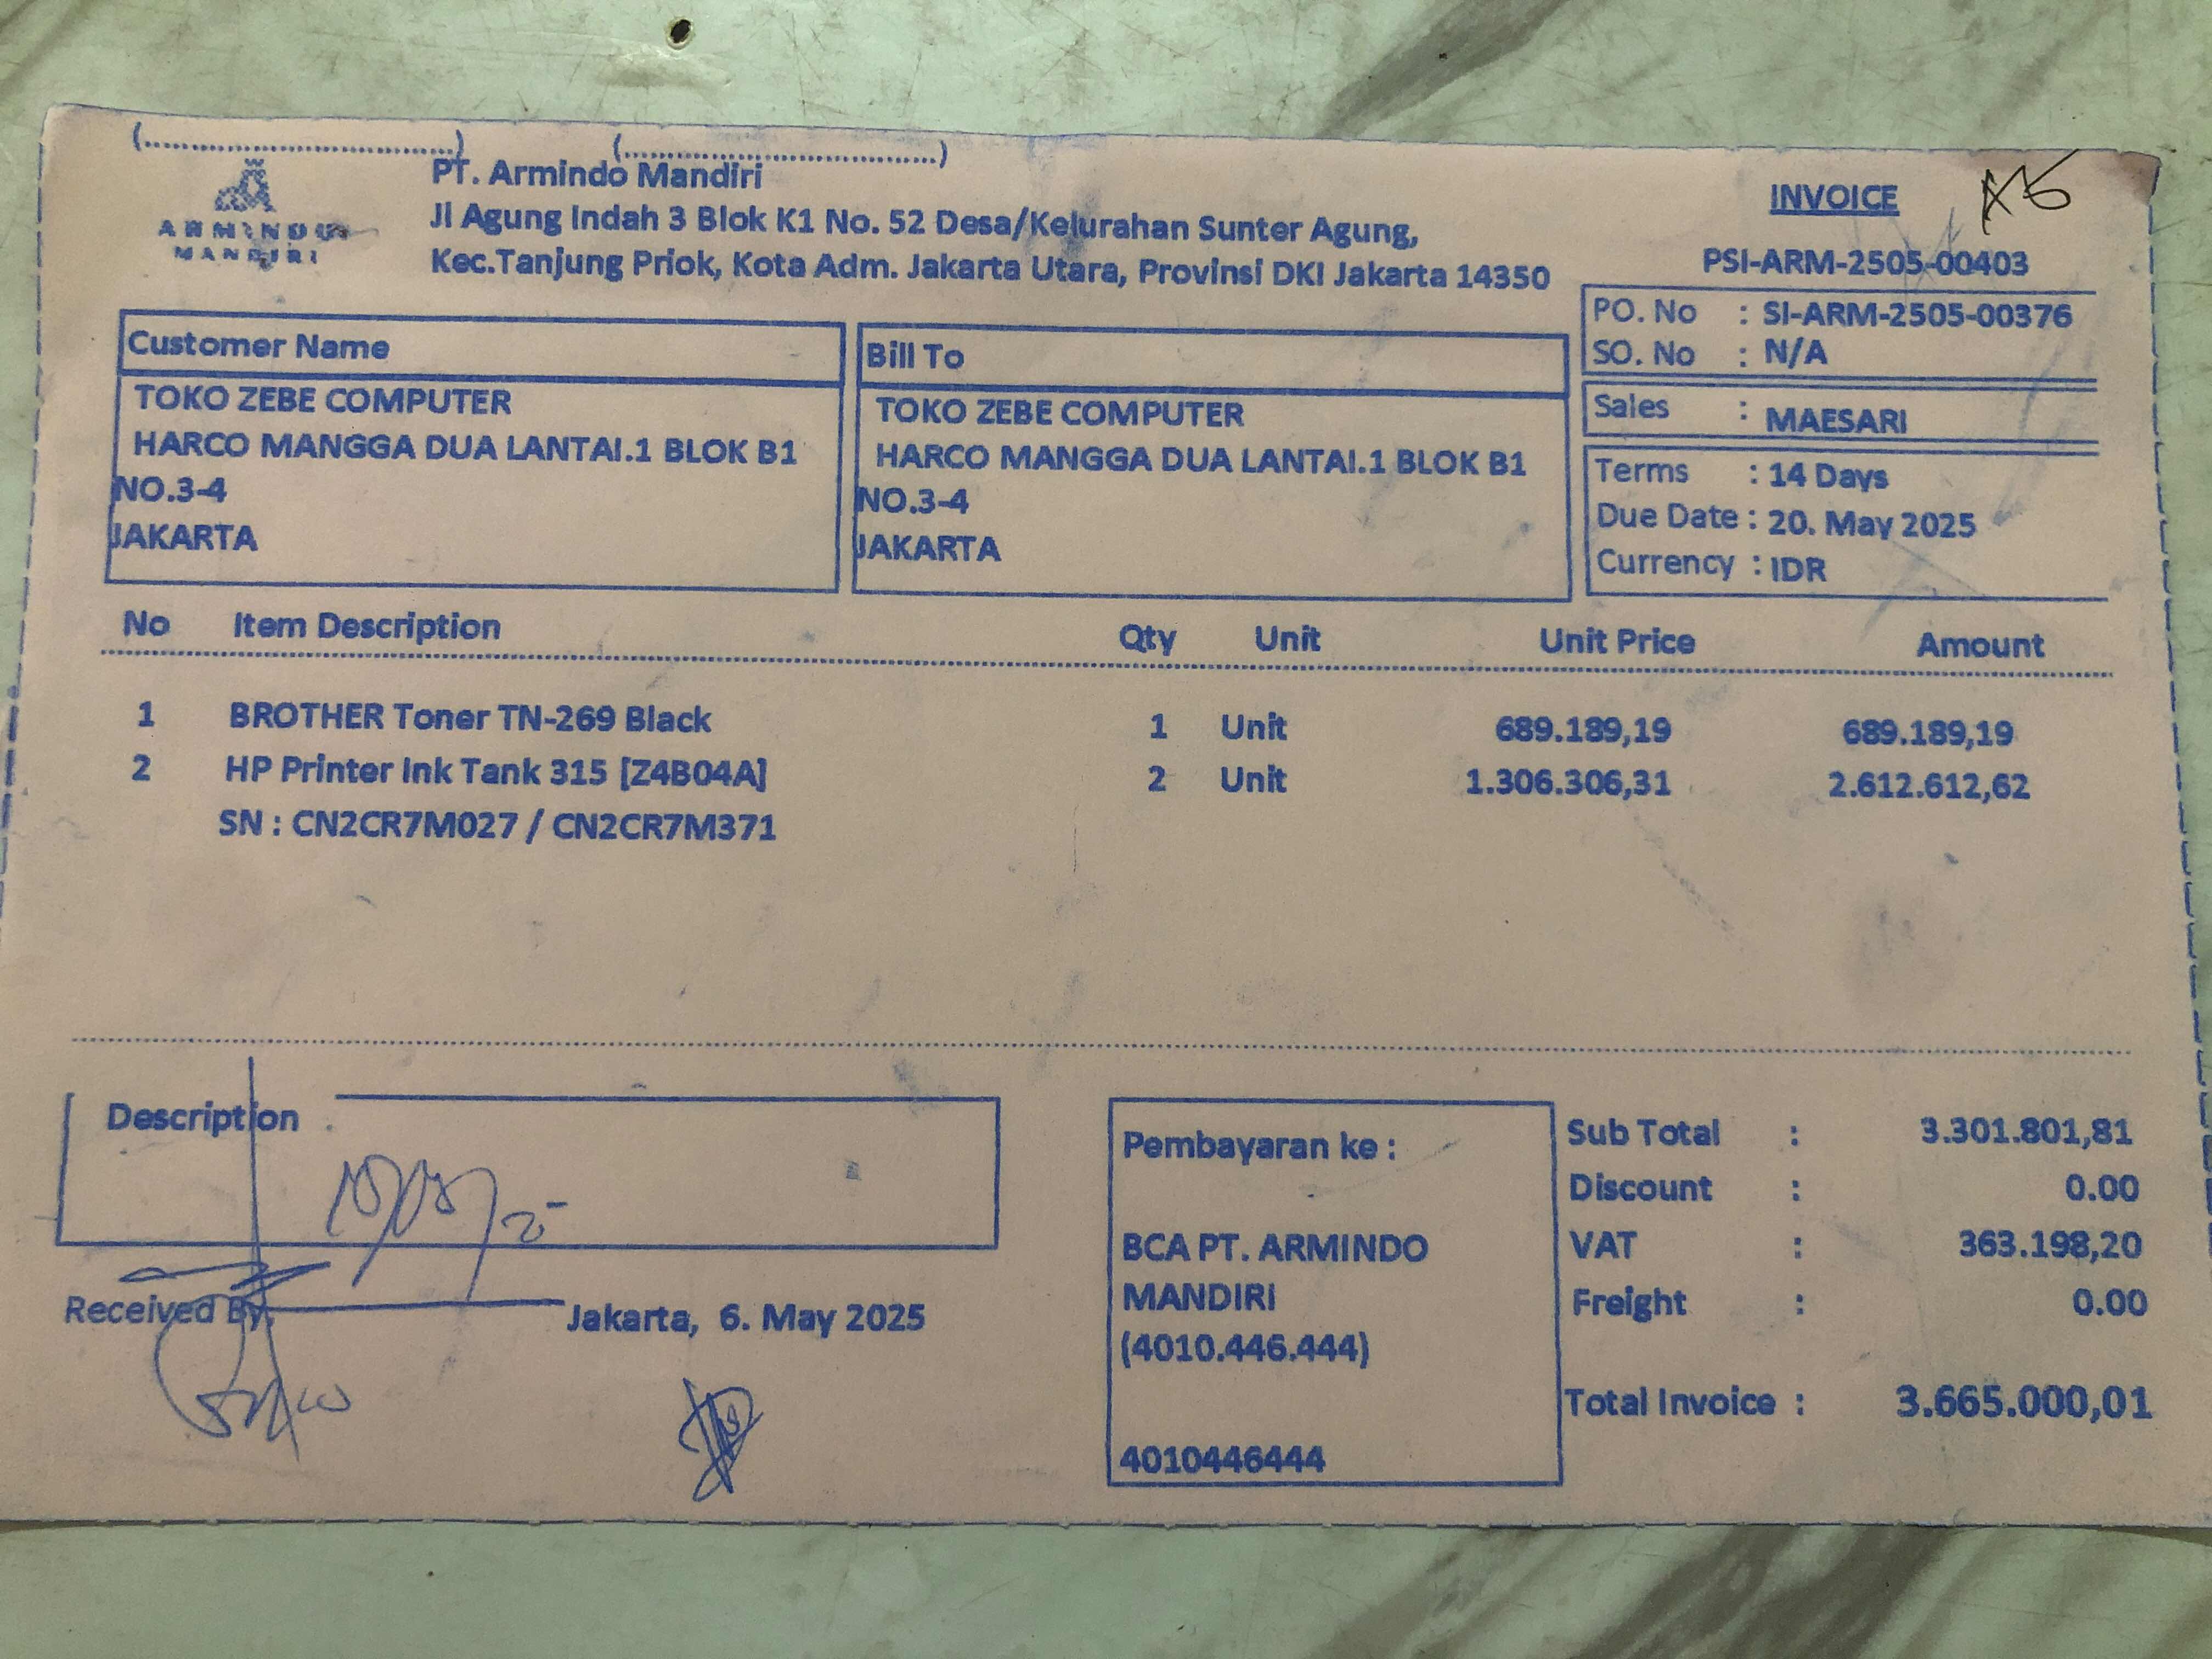 (..............................)
(..............................)
ARMINDO
MANDIRI
PT. Armindo Mandiri
Jl Agung Indah 3 Blok K1 No. 52 Desa/Kelurahan Sunter Agung,
Kec.Tanjung Priok, Kota Adm. Jakarta Utara, Provinsi DKI Jakarta 14350
INVOICE
PSI-ARM-2505-00403
PO. No : SI-ARM-2505-00376
SO. No : N/A
Sales : MAESARI
Terms : 14 Days
Due Date : 20. May 2025
Currency : IDR
Customer Name
TOKO ZEBE COMPUTER
HARCO MANGGA DUA LANTAI.1 BLOK B1
NO.3-4
JAKARTA
Bill To
TOKO ZEBE COMPUTER
HARCO MANGGA DUA LANTAI.1 BLOK B1
NO.3-4
JAKARTA
No Item Description Qty Unit Unit Price Amount
1 BROTHER Toner TN-269 Black 1 Unit 689.189,19 689.189,19
2 HP Printer Ink Tank 315 [Z4B04A] 2 Unit 1.306.306,31 2.612.612,62
SN : CN2CR7M027 / CN2CR7M371
Description
Received By,
Jakarta, 6. May 2025
Pembayaran ke :
BCA PT. ARMINDO
MANDIRI
(4010.446.444)
4010446444
Sub Total : 3.301.801,81
Discount : 0.00
VAT : 363.198,20
Freight : 0.00
Total Invoice : 3.665.000,01